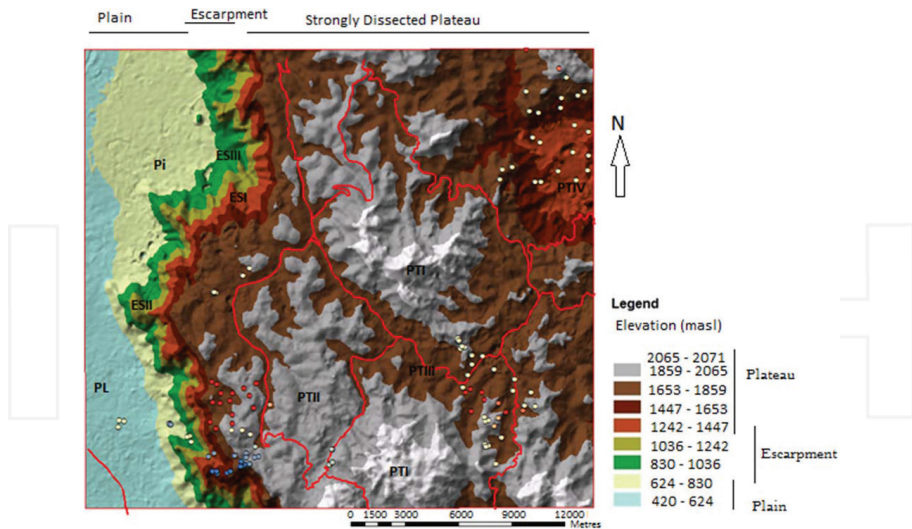 Plain
Escarpment
Strongly Dissected Plateau
N
ESIII
Pi
ESI
PTIV
PTI
ESII
PL
PTIII
PTII
PTI
Legend
Elevation (masl)
2065 - 2071
1859 - 2065
1653 - 1859
1447 - 1653
1242 - 1447
1036 - 1242
830 - 1036
624 - 830
420 - 624
Plateau
Escarpment
Plain
0 1500 3000 6000 9000 12000
Metres